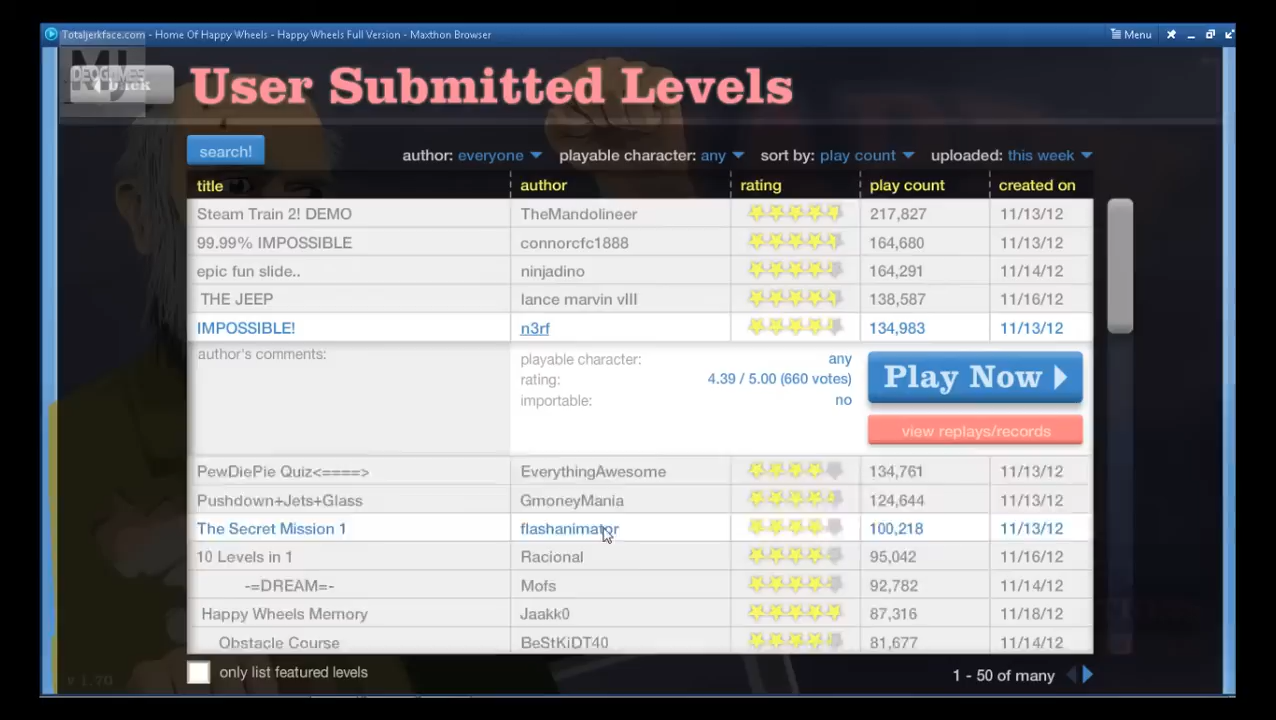 Totaljerkface.com - Home Of Happy Wheels - Happy Wheels Full Version - Maxthon Browser
Menu
User Submitted Levels
search!
author: everyone playable character: any sort by: play count uploaded: this week
title author rating play count created on
Steam Train 2! DEMO TheMandolineer 217,827 11/13/12
99.99% IMPOSSIBLE connorcfc1888 164,680 11/13/12
epic fun slide.. ninjadino 164,291 11/14/12
THE JEEP lance marvin vIII 138,587 11/16/12
IMPOSSIBLE! n3rf 134,983 11/13/12
author's comments:
playable character: any
rating: 4.39 / 5.00 (660 votes)
importable: no
Play Now
view replays/records
PewDiePie Quiz<====> EverythingAwesome 134,761 11/13/12
Pushdown+Jets+Glass GmoneyMania 124,644 11/13/12
The Secret Mission 1 flashanimator 100,218 11/13/12
10 Levels in 1 Racional 95,042 11/16/12
-=DREAM=- Mofs 92,782 11/14/12
Happy Wheels Memory Jaakk0 87,316 11/18/12
Obstacle Course BeStKiDT40 81,677 11/14/12
only list featured levels
1 - 50 of many
v 1.70